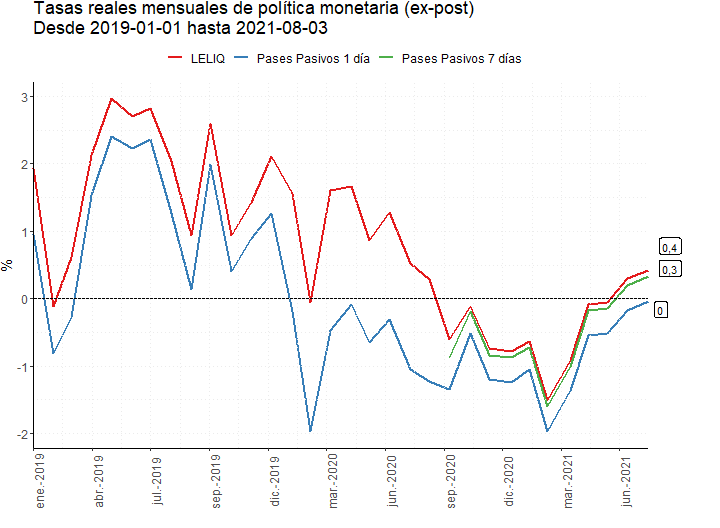 Tasas reales mensuales de política monetaria (ex-post)
Desde 2019-01-01 hasta 2021-08-03
LELIQ Pases Pasivos 1 día Pases Pasivos 7 días
3
2
1
0
-1
-2
%
0,4
0,3
0
ene.-2019
abr.-2019
jul.-2019
sep.-2019
dic.-2019
mar.-2020
jun.-2020
sep.-2020
dic.-2020
mar.-2021
jun.-2021